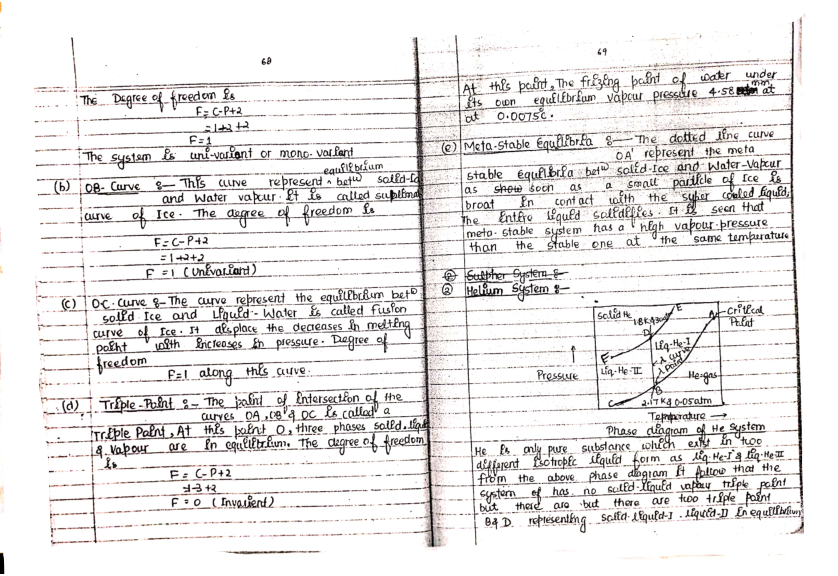 68
The Degree of freedom is
F = C-P+2
= 1+2+2
F = 1
The system is uni-variant or mono-variant
equilibrium
(b) OB-Curve :- This curve represent ^ betn solid-
and water vapur. It is called
curve of Ice. The degree of freedom is
F = C-P+2
= 1+2+2
F = 1 (Univariant)
(c) OC-Curve :- The curve represent the equilibrium betn
solid Ice and Liquid-Water is called Fusion
curve of Ice. It displace the decreases in melting
point with increases in pressure. Degree of
freedom
F=1 along this curve.
(d) Triple-Point :- The point of intersection of the
curves OA, OB & OC is called a
Triple Point, At this point O, three phases solid, liquid
& vapour are in equilibrium. The degree of freedom
is
F = C-P+2
=1-3+2
F = 0 (Invarient)
69
At this point, The frizing point of water under
its own equilibrium vapour pressure 4.58 mm at
at 0.0075°C.
(e) Meta-Stable Equilibria :- The dotted line curve
OA' represent the meta
stable equilibria betn solid-Ice and Water-Vapur
as show soon as a small particle of Ice is
broat in contact with the super cooled liquid,
The Entire liquid solidifies. It is seen that
meta-stable system has a high vapour-pressure
than the stable one at the same temperature
② Sulpher System :-
② Helium System :-
Solid He
E
A
Critical
Point
D
Liq-He-I
λ curve
λ Point
Liq-He-II
He=gas
Pressure
B
C
2.17 K & 0.05 atm
Temperature →
Phase diagram of He System
He is only pure substance which exist in two
different isotropic liquid form as liq-He-I & liq-He-II
from the above phase diagram it follow that the
system of has no solid-liquid vapour triple point
but there are but there are two triple point
B & D representing solid-liquid-I - liquid-II in equilibrium